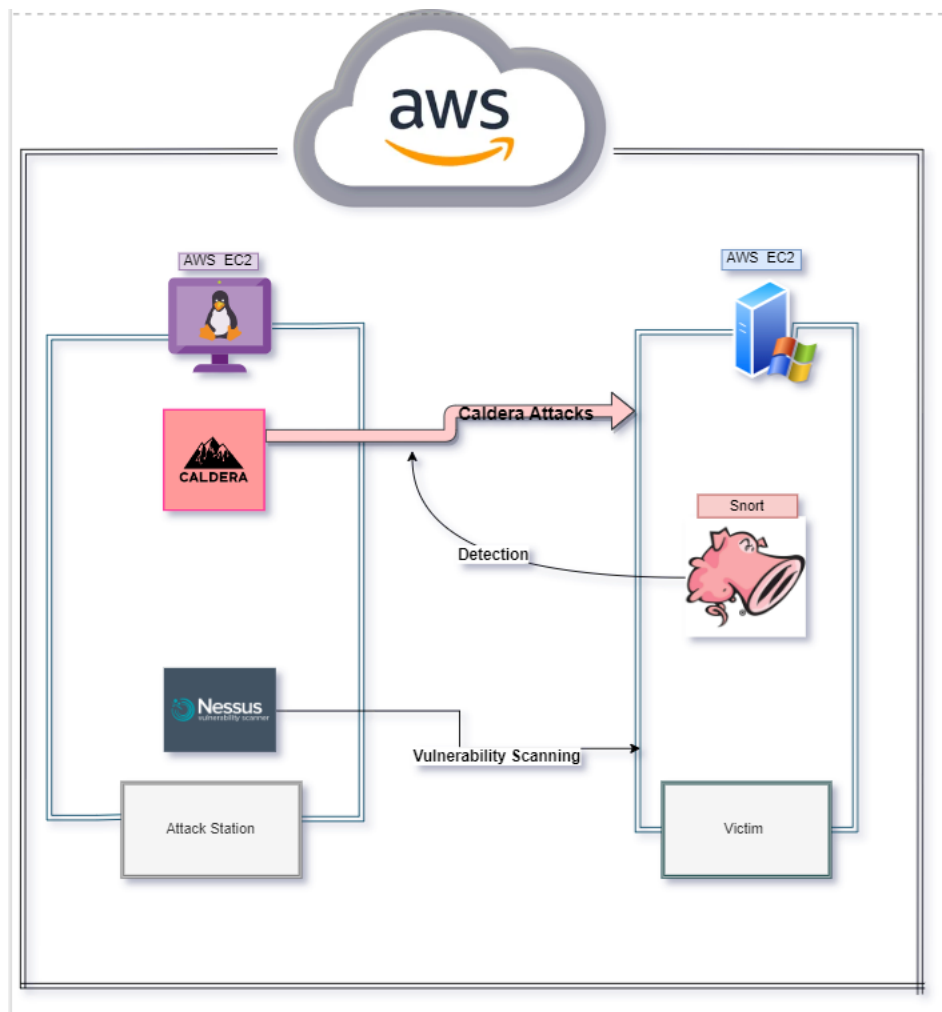 aws
AWS EC2
AWS EC2
CALDERA
Caldera Attacks
Snort
Detection
Nessus
vulnerability scanner
Vulnerability Scanning
Attack Station
Victim